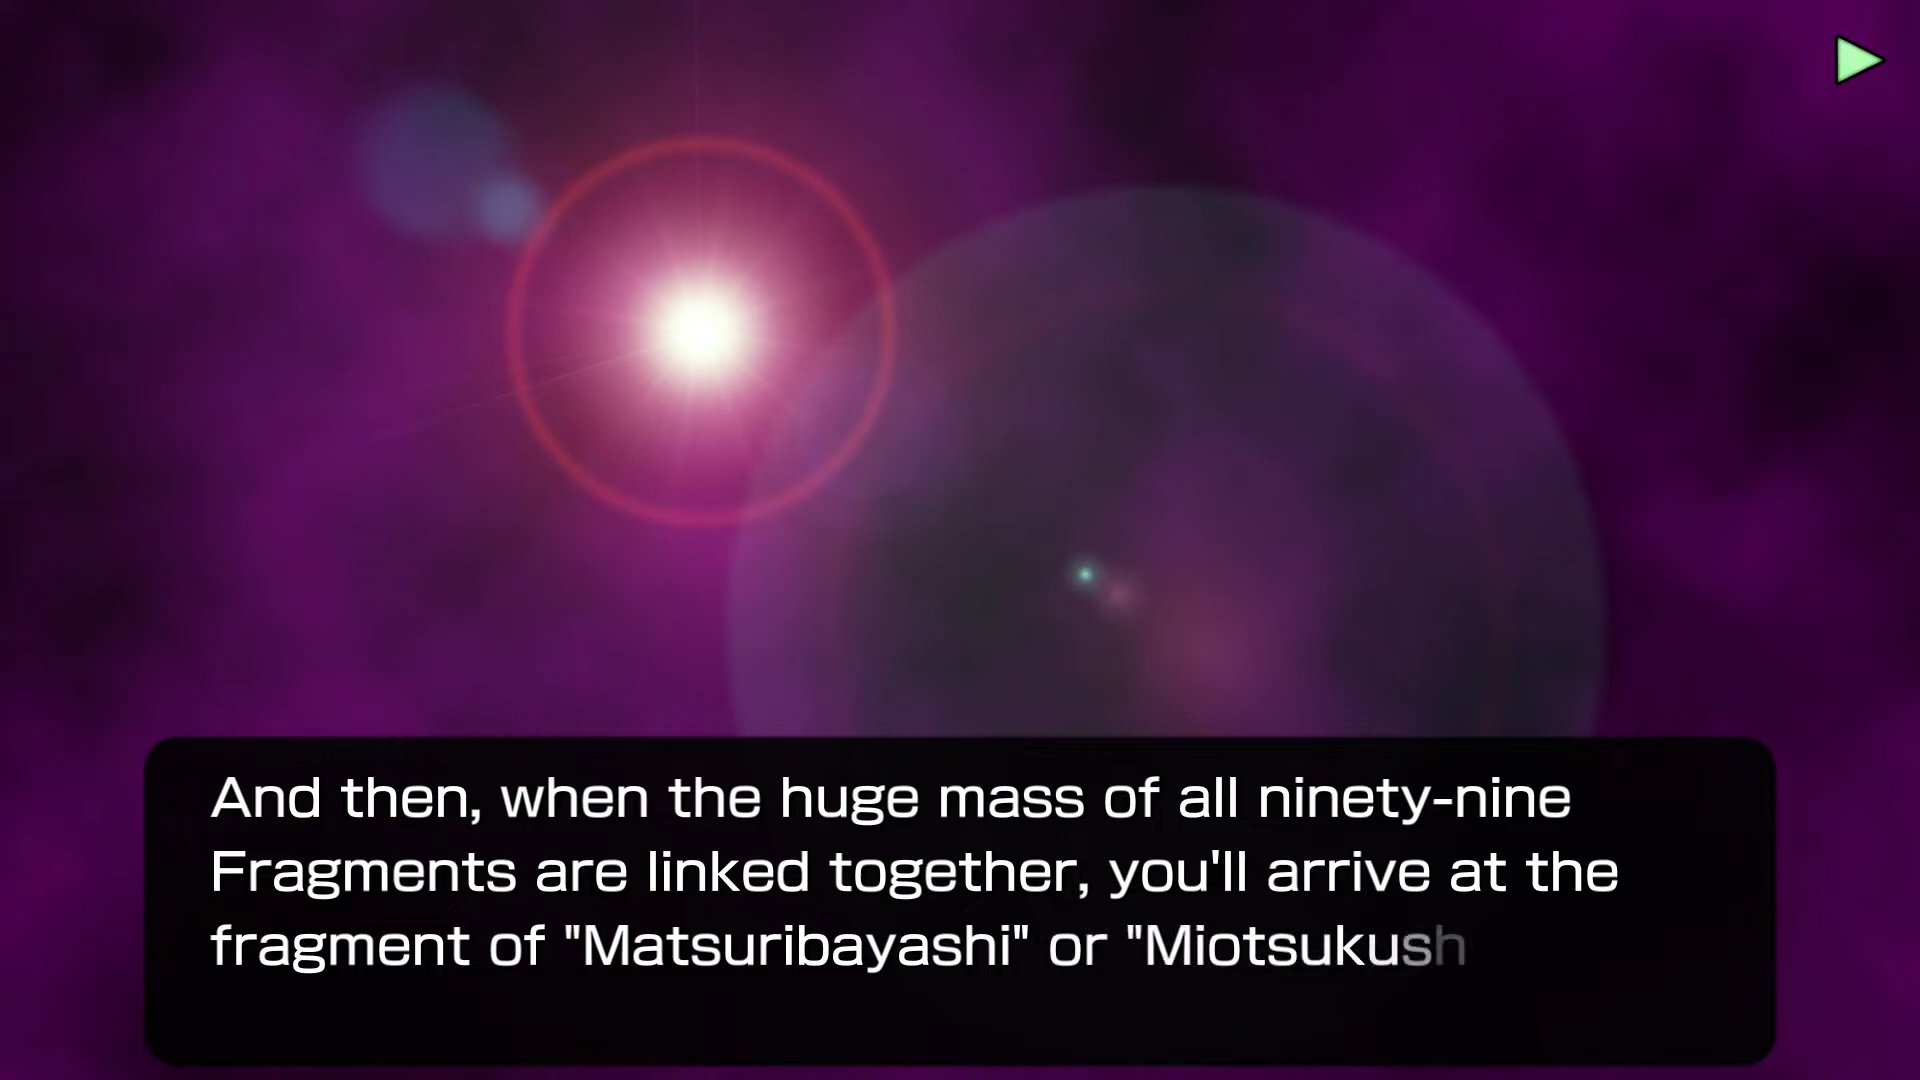 And then, when the huge mass of all ninety-nine
Fragments are linked together, you'll arrive at the
fragment of "Matsuribayashi" or "Miotsukush